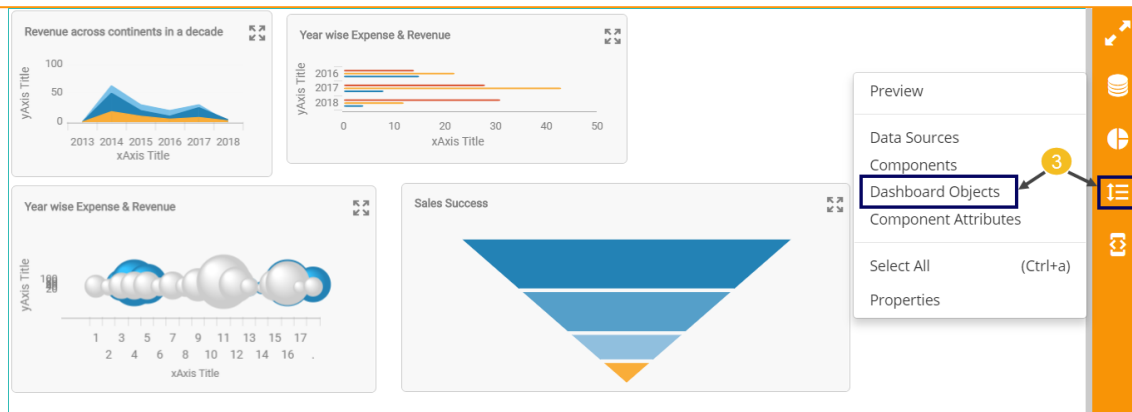 Revenue across continents in a decade
yAxis Title
100
50
0
2013 2014 2015 2016 2017 2018
xAxis Title
Year wise Expense & Revenue
yAxis Title
2016
2017
2018
0 10 20 30 40 50
xAxis Title
Year wise Expense & Revenue
yAxis Title
100
20
1 3 5 7 9 11 13 15 17
2 4 6 8 10 12 14 16 .
xAxis Title
Sales Success
Preview
Data Sources
Components
3
Dashboard Objects
Component Attributes
Select All (Ctrl+a)
Properties